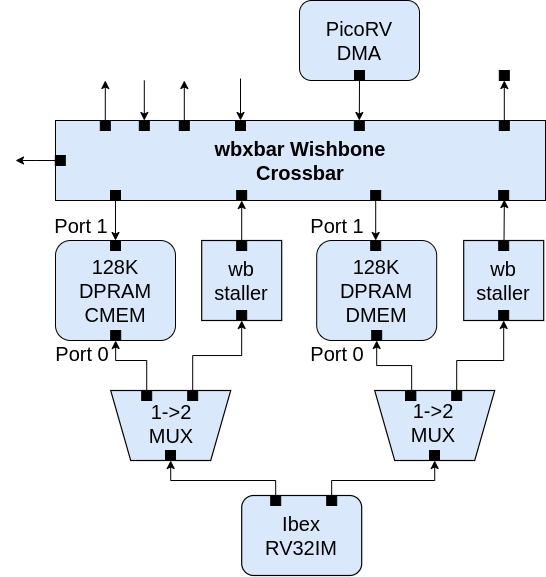 PicoRV
DMA
wbxbar Wishbone
Crossbar
Port 1
Port 1
128K
DPRAM
CMEM
wb
staller
128K
DPRAM
DMEM
wb
staller
Port 0
Port 0
1->2
MUX
1->2
MUX
Ibex
RV32IM